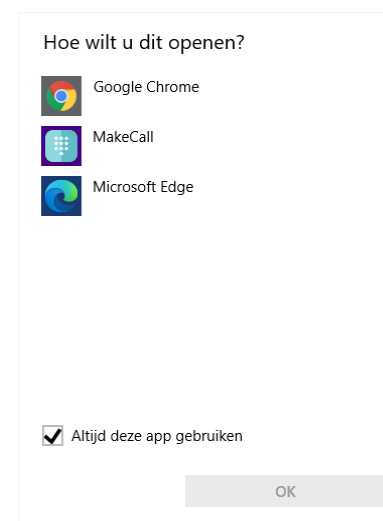 Hoe wilt u dit openen?
Google Chrome
MakeCall
Microsoft Edge
Altijd deze app gebruiken
OK